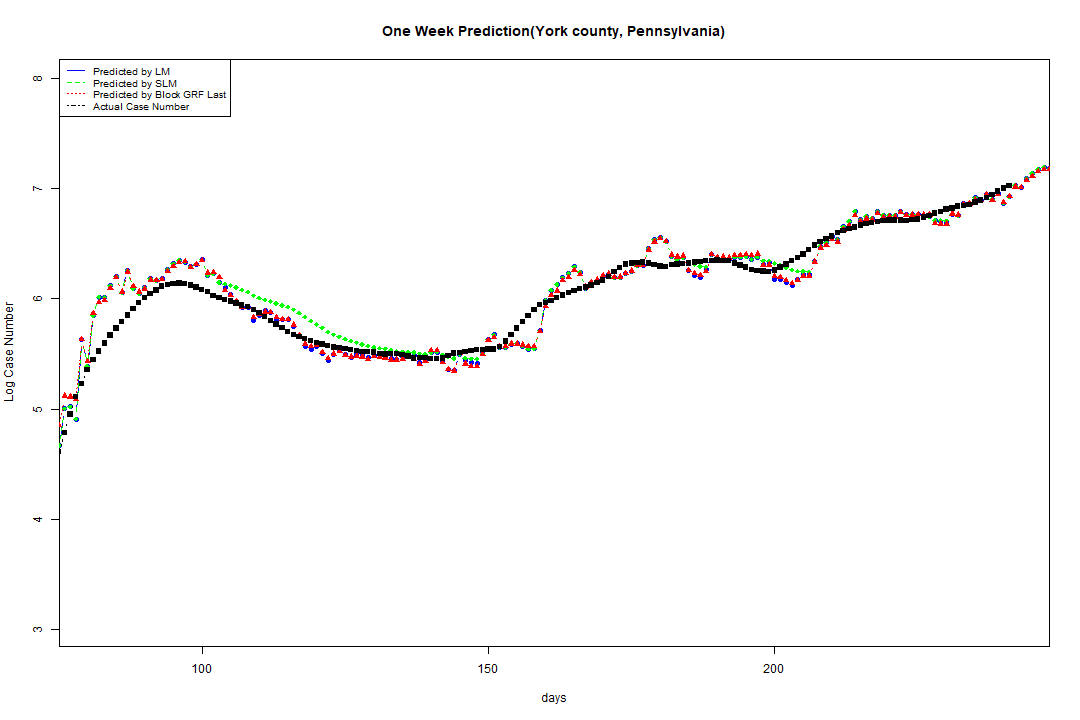 One Week Prediction(York county, Pennsylvania)
Predicted by LM
Predicted by SLM
Predicted by Block GRF Last
Actual Case Number
8
7
6
5
4
3
Log Case Number
100 150 200
days